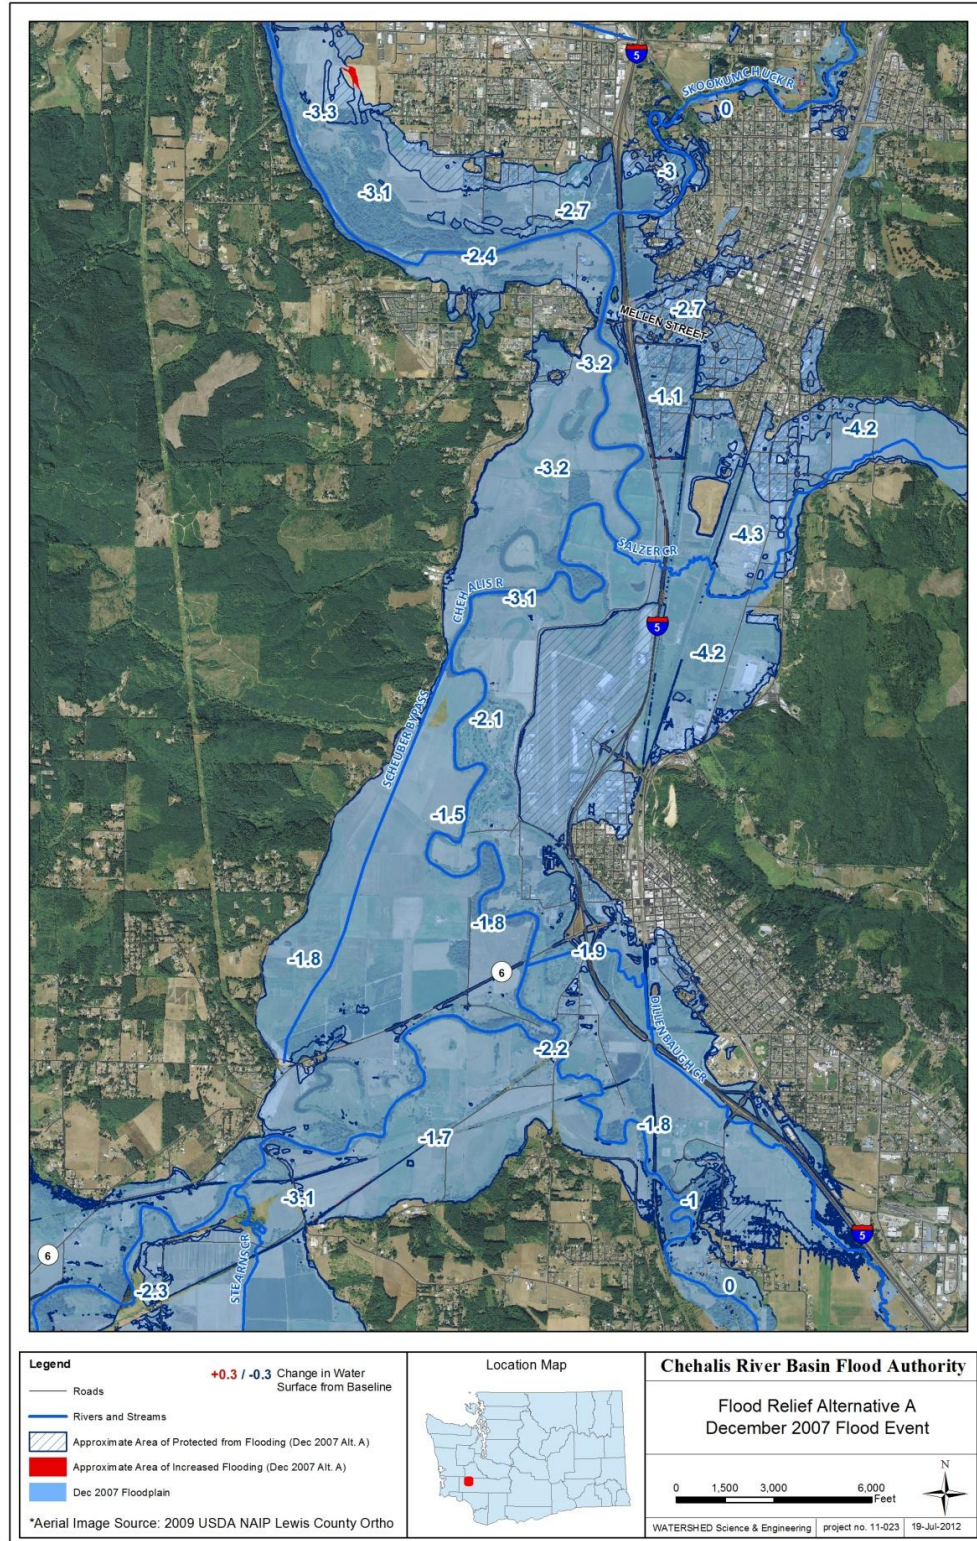 5
SKOOKUMCHUCK R
0
-3.3
-3
-3.1
-2.7
-2.4
-2.7
MELLEN STREET
-3.2
-1.1
-4.2
-3.2
-4.3
SALZER CR
CHEHALIS R
-3.1
5
-4.2
SCHEUBER BYPASS
-2.1
-1.5
-1.8
-1.9
-1.8
6
DILLENBAUGH CR
-2.2
-1.8
-1.7
-3.1
-1
5
STEARNS CR
6
-2.3
0
Legend
+0.3 / -0.3 Change in Water
Surface from Baseline
Roads
Rivers and Streams
Approximate Area of Protected from Flooding (Dec 2007 Alt. A)
Approximate Area of Increased Flooding (Dec 2007 Alt. A)
Dec 2007 Floodplain
*Aerial Image Source: 2009 USDA NAIP Lewis County Ortho
Location Map
Chehalis River Basin Flood Authority
Flood Relief Alternative A
December 2007 Flood Event
N
0 1,500 3,000 6,000
Feet
WATERSHED Science & Engineering project no. 11-023 19-Jul-2012